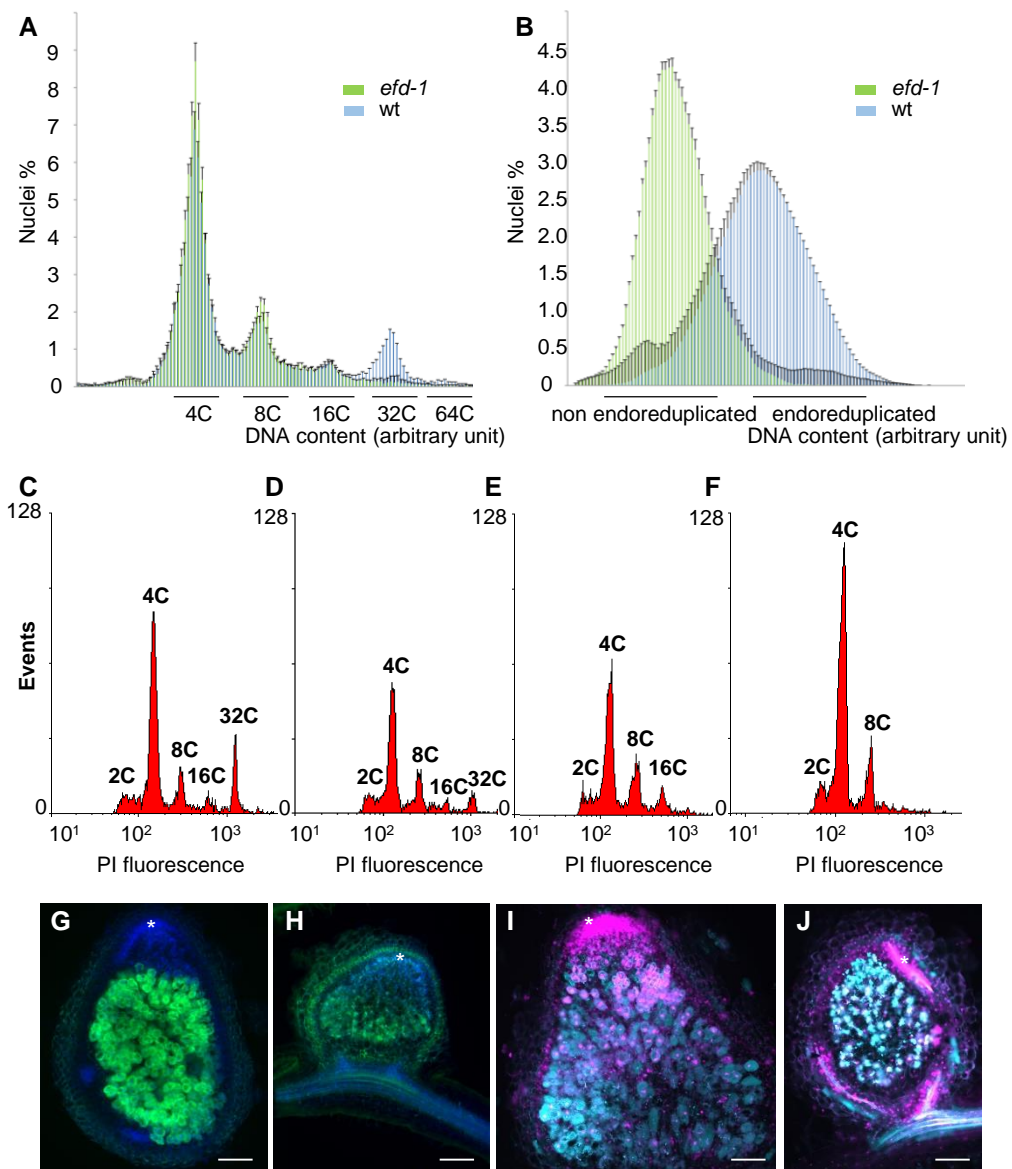 A
B
9
8
7
6
5
4
3
2
1
0
Nuclei %
efd-1
wt
4C 8C 16C 32C 64C
DNA content (arbitrary unit)
4.5
4.0
3.5
3.0
2.5
2.0
1.5
1.0
0.5
0
Nuclei %
efd-1
wt
non endoreduplicated endoreduplicated
DNA content (arbitrary unit)
C
128
Events
0
2C 4C 8C 16C 32C
10¹ 10² 10³
PI fluorescence
D
128
0
2C 4C 8C 16C 32C
10¹ 10² 10³
PI fluorescence
E
128
0
2C 4C 8C 16C
10¹ 10² 10³
PI fluorescence
F
128
0
2C 4C 8C
10¹ 10² 10³
PI fluorescence
G
*
H
*
I
*
J
*